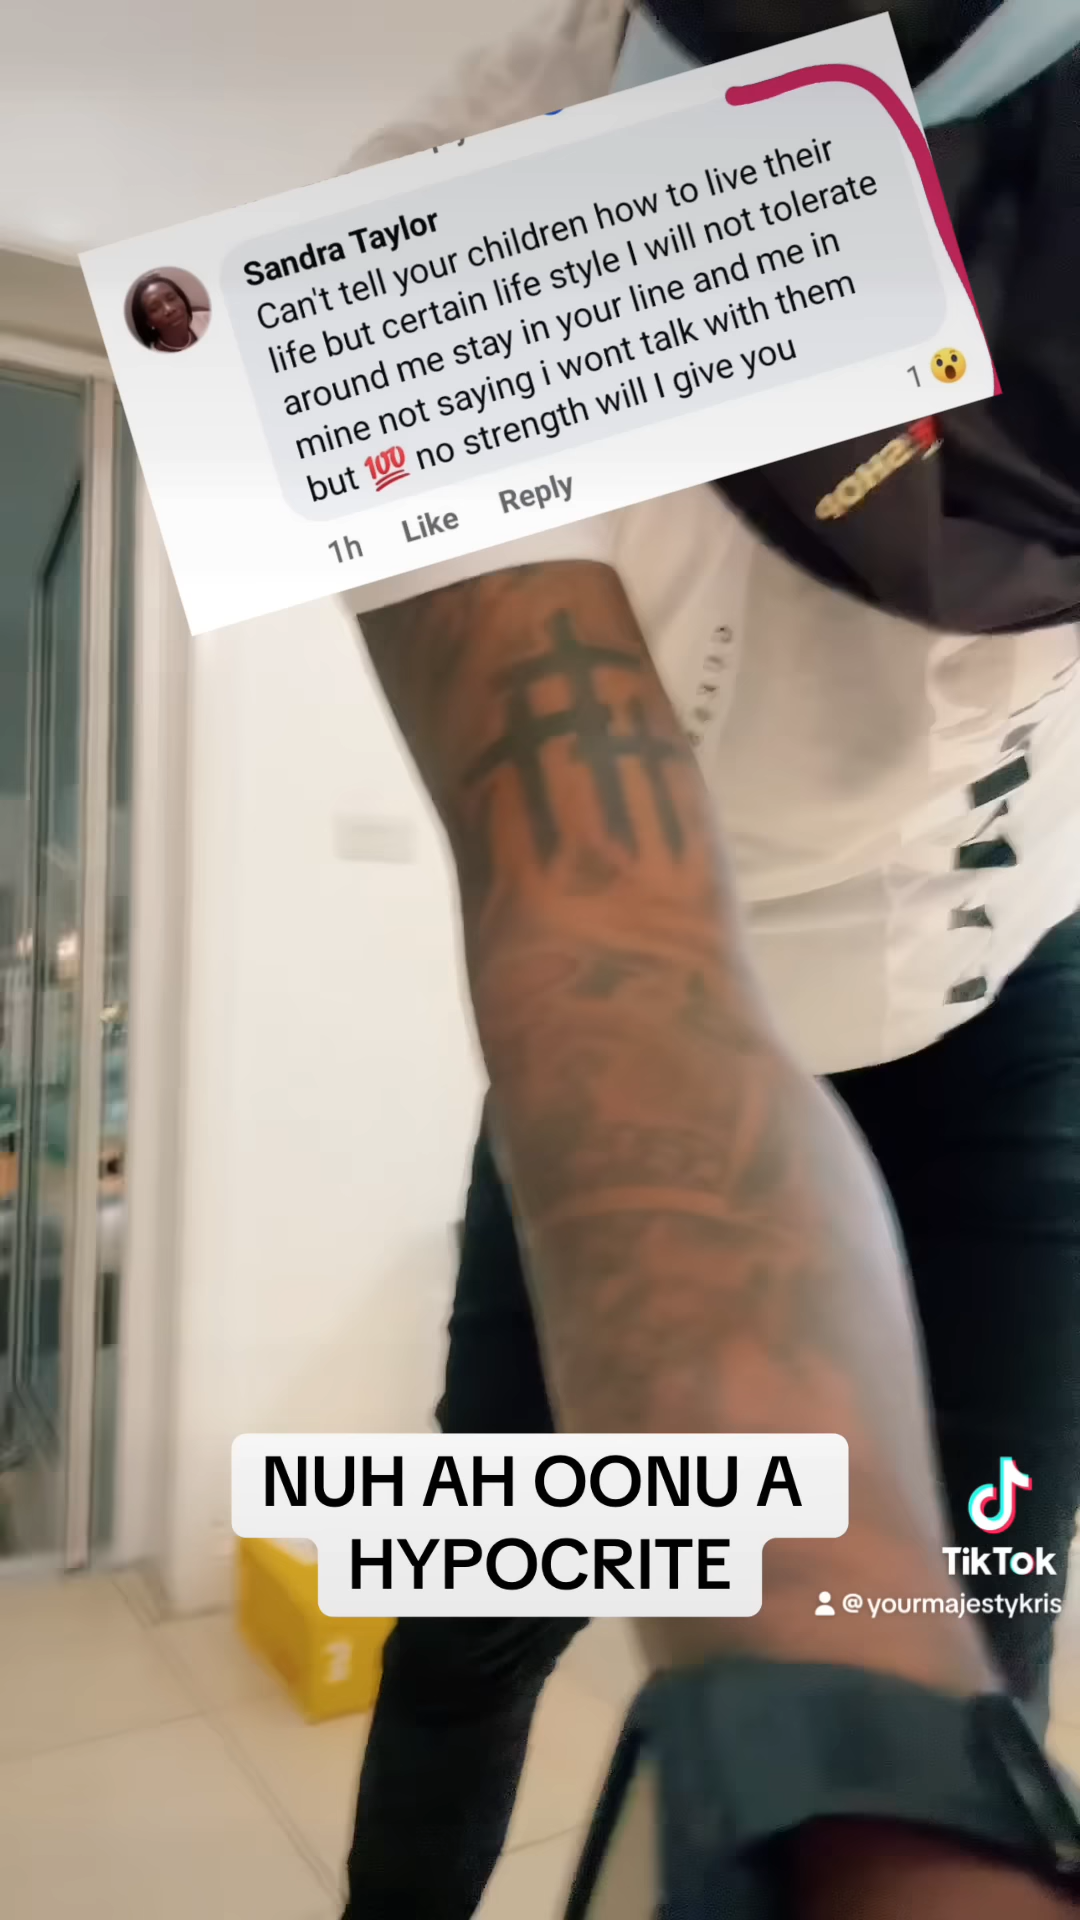 Sandra Taylor
Can't tell your children how to live their
life but certain life style I will not tolerate
around me stay in your line and me in
mine not saying i wont talk with them
but 💯 no strength will I give you
1
1h Like Reply
NUH AH OONU A
HYPOCRITE
TikTok
@yourmajestykris